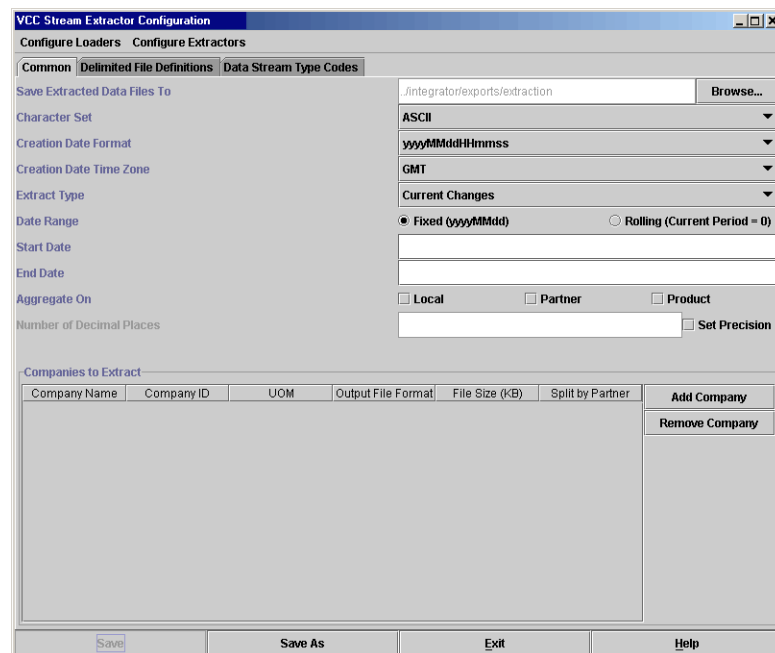 VCC Stream Extractor Configuration
Configure Loaders Configure Extractors
Common Delimited File Definitions Data Stream Type Codes
Save Extracted Data Files To ../integrator/exports/extraction Browse...
Character Set ASCII
Creation Date Format yyyyMMddHHmmss
Creation Date Time Zone GMT
Extract Type Current Changes
Date Range Fixed (yyyyMMdd) Rolling (Current Period = 0)
Start Date
End Date
Aggregate On Local Partner Product
Number of Decimal Places Set Precision
Companies to Extract
Company Name Company ID UOM Output File Format File Size (KB) Split by Partner Add Company
Remove Company
Save Save As Exit Help